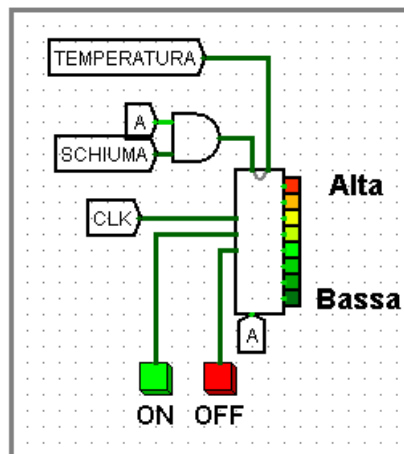 TEMPERATURA
A
SCHIUMA
Alta
CLK
Bassa
A
ON OFF